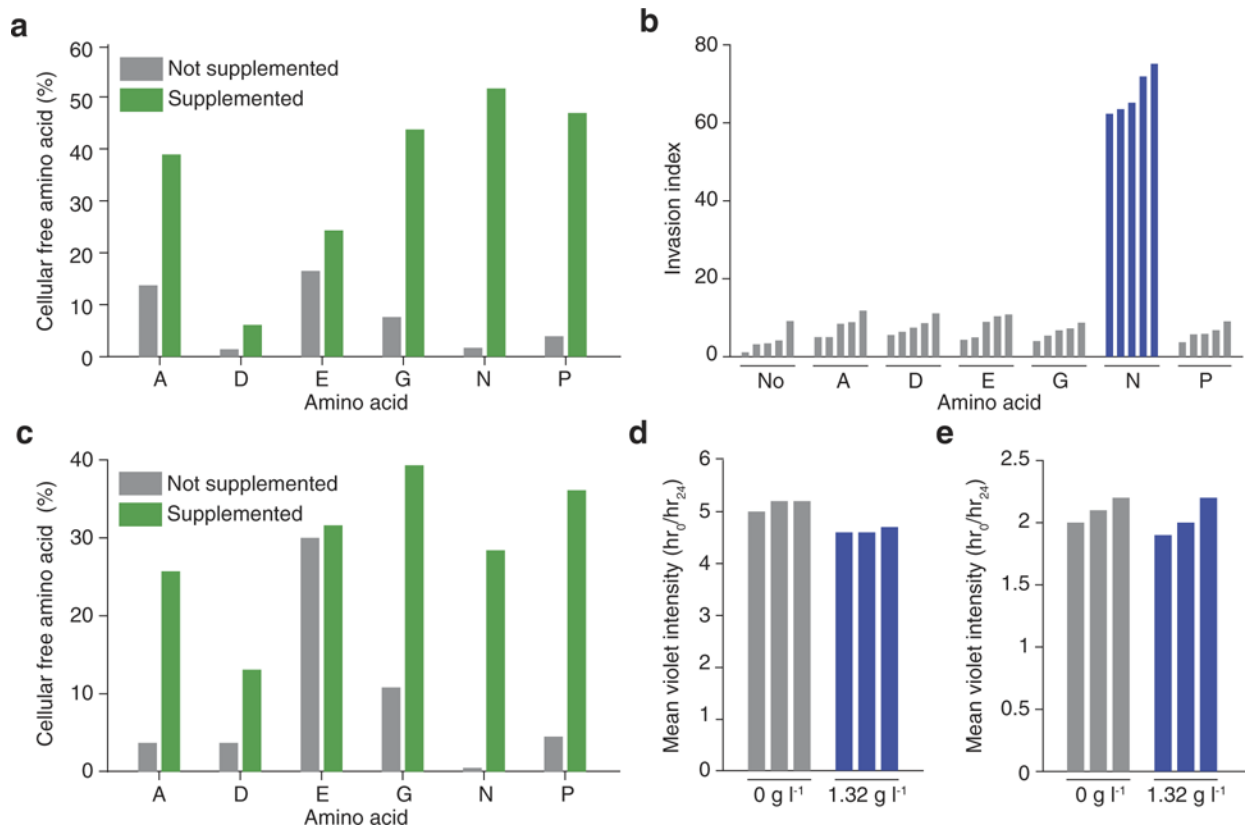 a
Cellular free amino acid (%)
60
50
40
30
20
10
0
Not supplemented
Supplemented
A D E G N P
Amino acid
b
Invasion index
80
60
40
20
0
No A D E G N P
Amino acid
c
Cellular free amino acid (%)
40
30
20
10
0
Not supplemented
Supplemented
A D E G N P
Amino acid
d
Mean violet intensity (hr₀/hr₂₄)
6
5
4
3
2
1
0
0 g l⁻¹ 1.32 g l⁻¹
e
Mean violet intensity (hr₀/hr₂₄)
2.5
2
1.5
1
0.5
0
0 g l⁻¹ 1.32 g l⁻¹